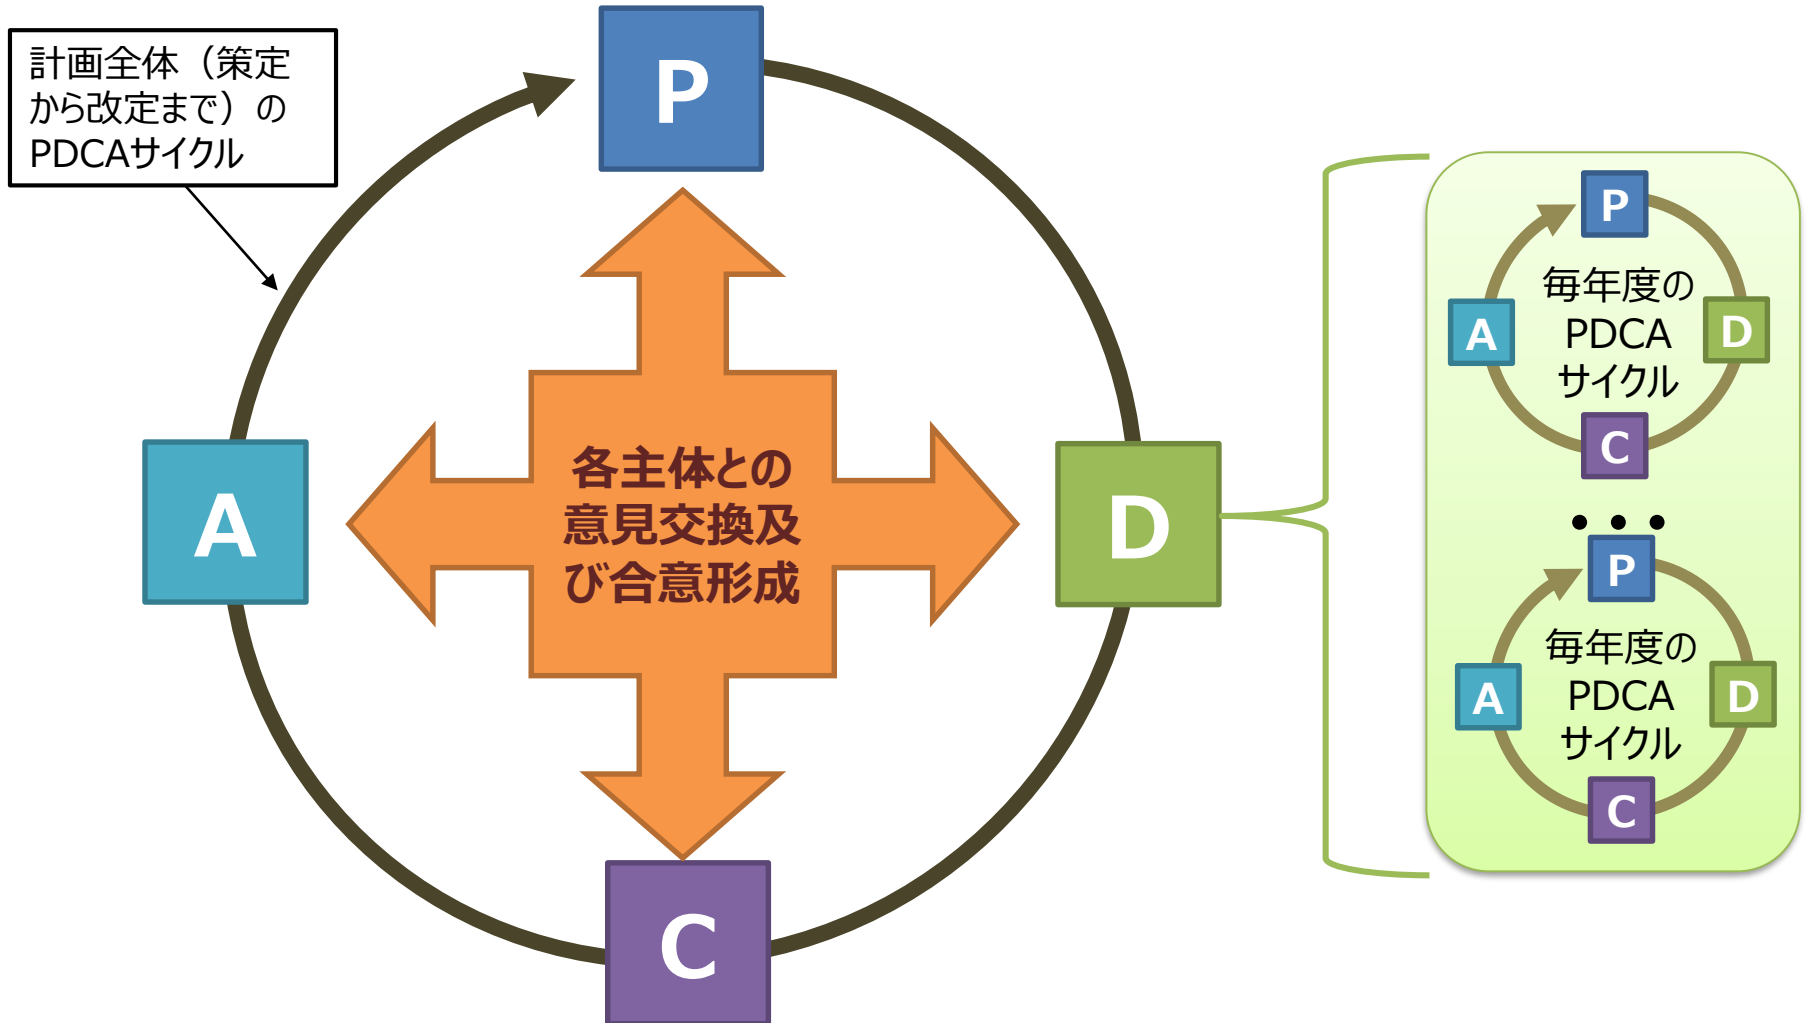 計画全体（策定
から改定まで）の
PDCAサイクル
P
A
各主体との
意見交換及
び合意形成
D
C
P
A
毎年度の
PDCA
サイクル
D
C
•••
P
A
毎年度の
PDCA
サイクル
D
C